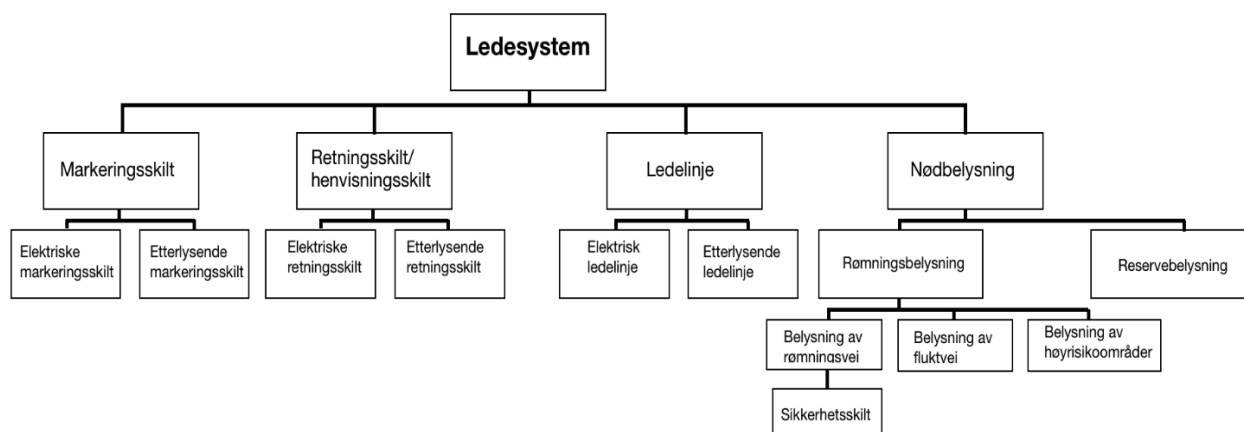 Ledesystem
Markeringsskilt
Retningsskilt/
henvisningsskilt
Ledelinje
Nødbelysning
Elektriske
markeringsskilt
Etterlysende
markeringsskilt
Elektriske
retningsskilt
Etterlysende
retningsskilt
Elektrisk
ledelinje
Etterlysende
ledelinje
Rømningsbelysning
Reservebelysning
Belysning av
rømningsvei
Belysning av
fluktvei
Belysning av
høyrisikoområder
Sikkerhetsskilt